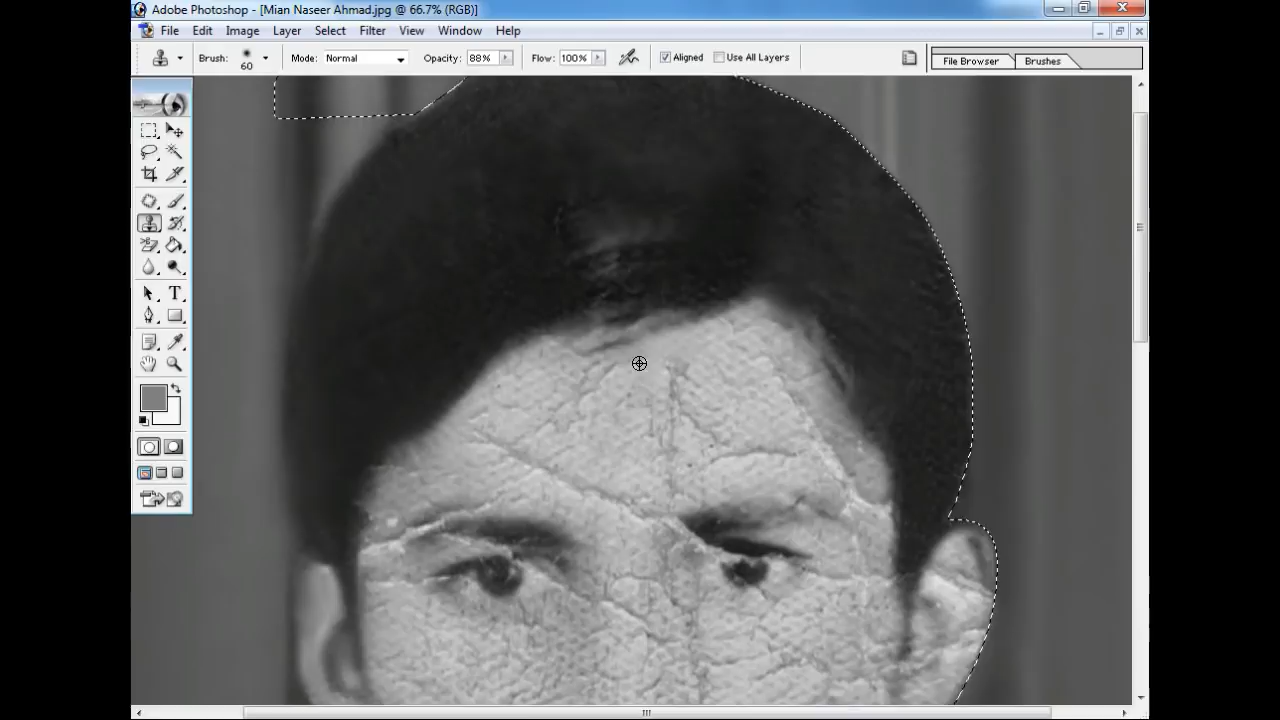 Adobe Photoshop - [Mian Naseer Ahmad.jpg @ 66.7% (RGB)]
File Edit Image Layer Select Filter View Window Help
Brush: 60 Mode: Normal Opacity: 88% Flow: 100% Aligned Use All Layers File Browser Brushes
T